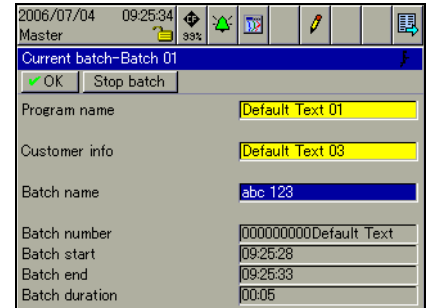 2006/07/04 09:25:34
Master
99%
Current batch-Batch 01
OK Stop batch
Program name Default Text 01
Customer info Default Text 03
Batch name abc 123
Batch number 000000000Default Text
Batch start 09:25:28
Batch end 09:25:33
Batch duration 00:05